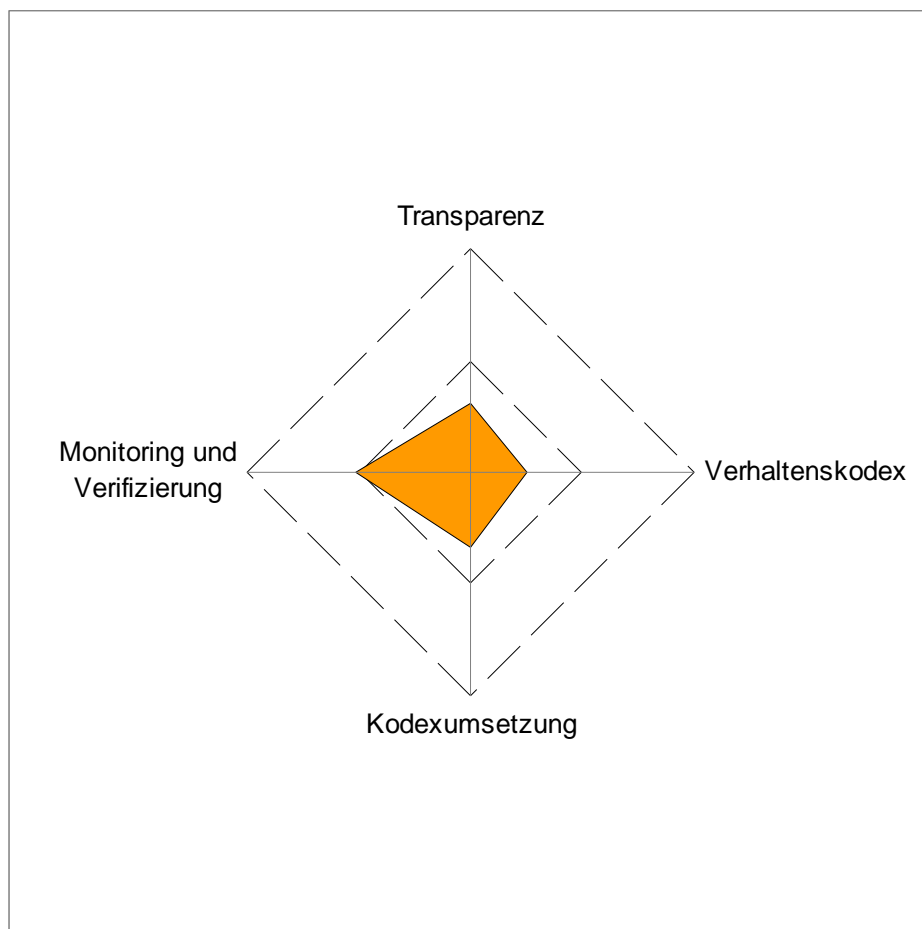 Transparenz
Monitoring und
Verifizierung
Verhaltenskodex
Kodexumsetzung